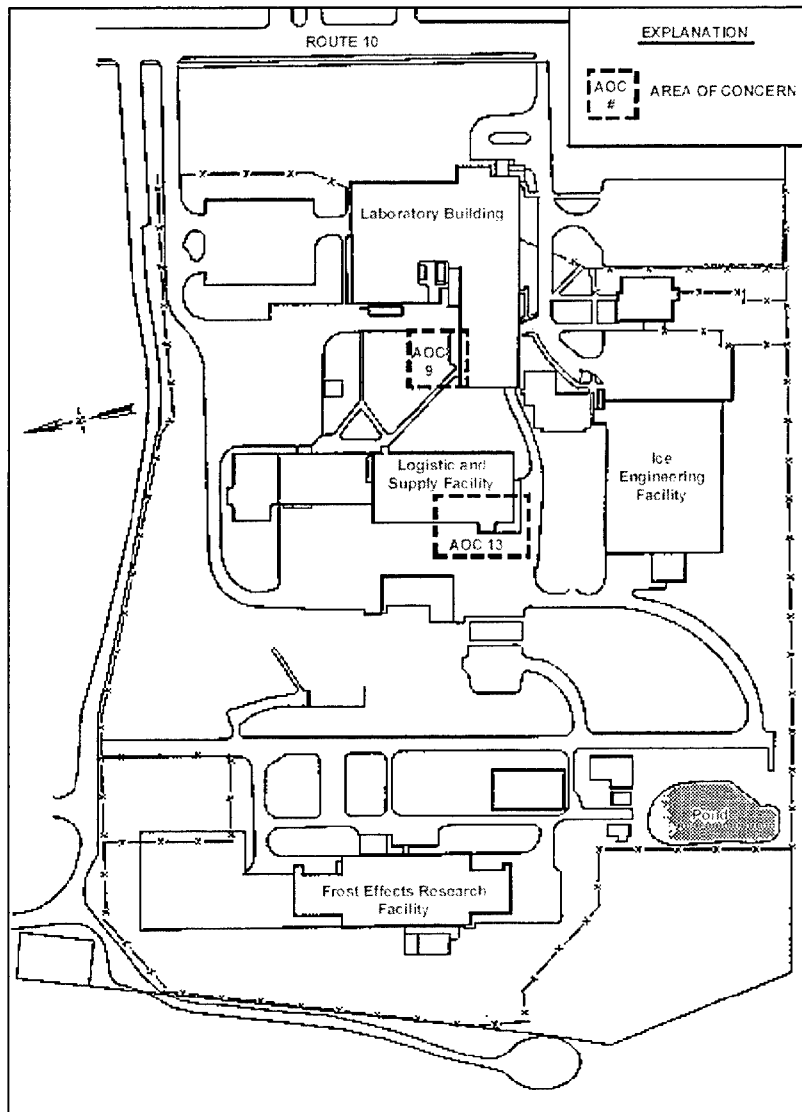 ROUTE 10
EXPLANATION
AOC
#
AREA OF CONCERN
Laboratory Building
AOC
9
Logistic and
Supply Facility
Ice
Engineering
Facility
AOC 13
Pond
Frost Effects Research
Facility